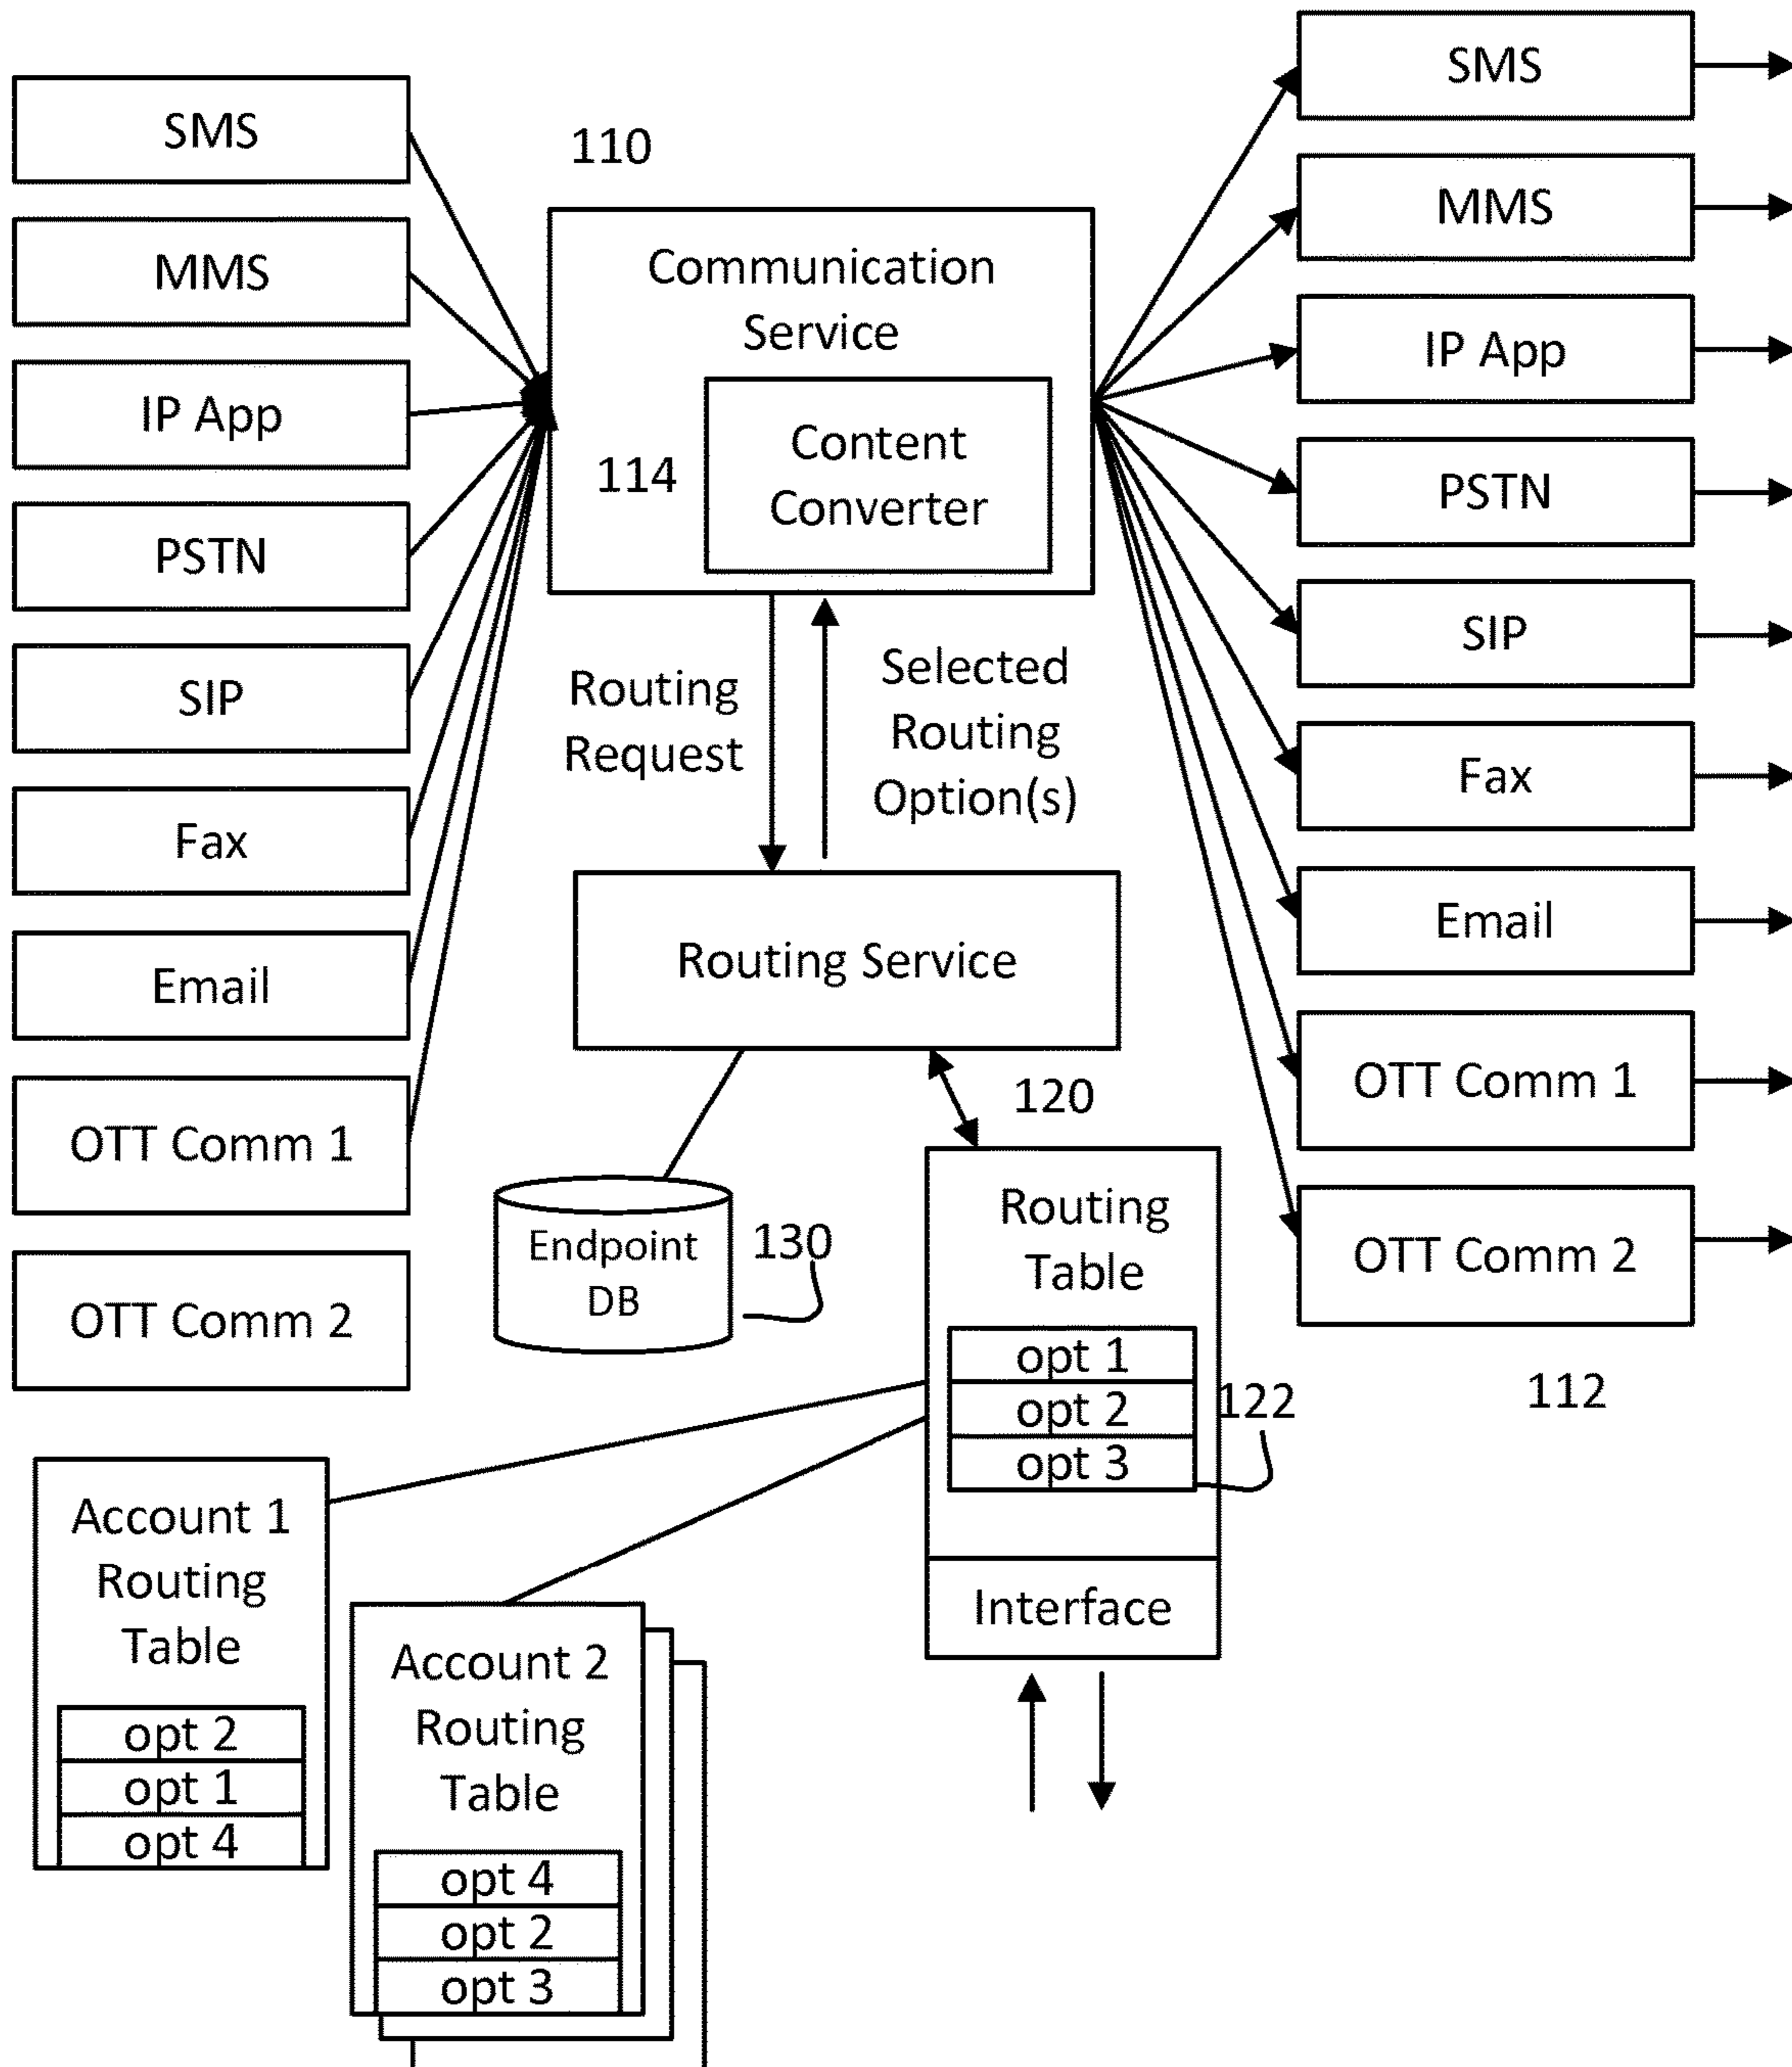 SMS
MMS
IP App
PSTN
SIP
Fax
Email
OTT Comm 1
OTT Comm 2
110
Communication
Service
114
Content
Converter
Routing
Request
Selected
Routing
Option(s)
Routing Service
120
Endpoint
DB
130
Routing
Table
opt 1
opt 2
opt 3
122
Interface
SMS
MMS
IP App
PSTN
SIP
Fax
Email
OTT Comm 1
OTT Comm 2
112
Account 1
Routing
Table
opt 2
opt 1
opt 4
Account 2
Routing
Table
opt 4
opt 2
opt 3